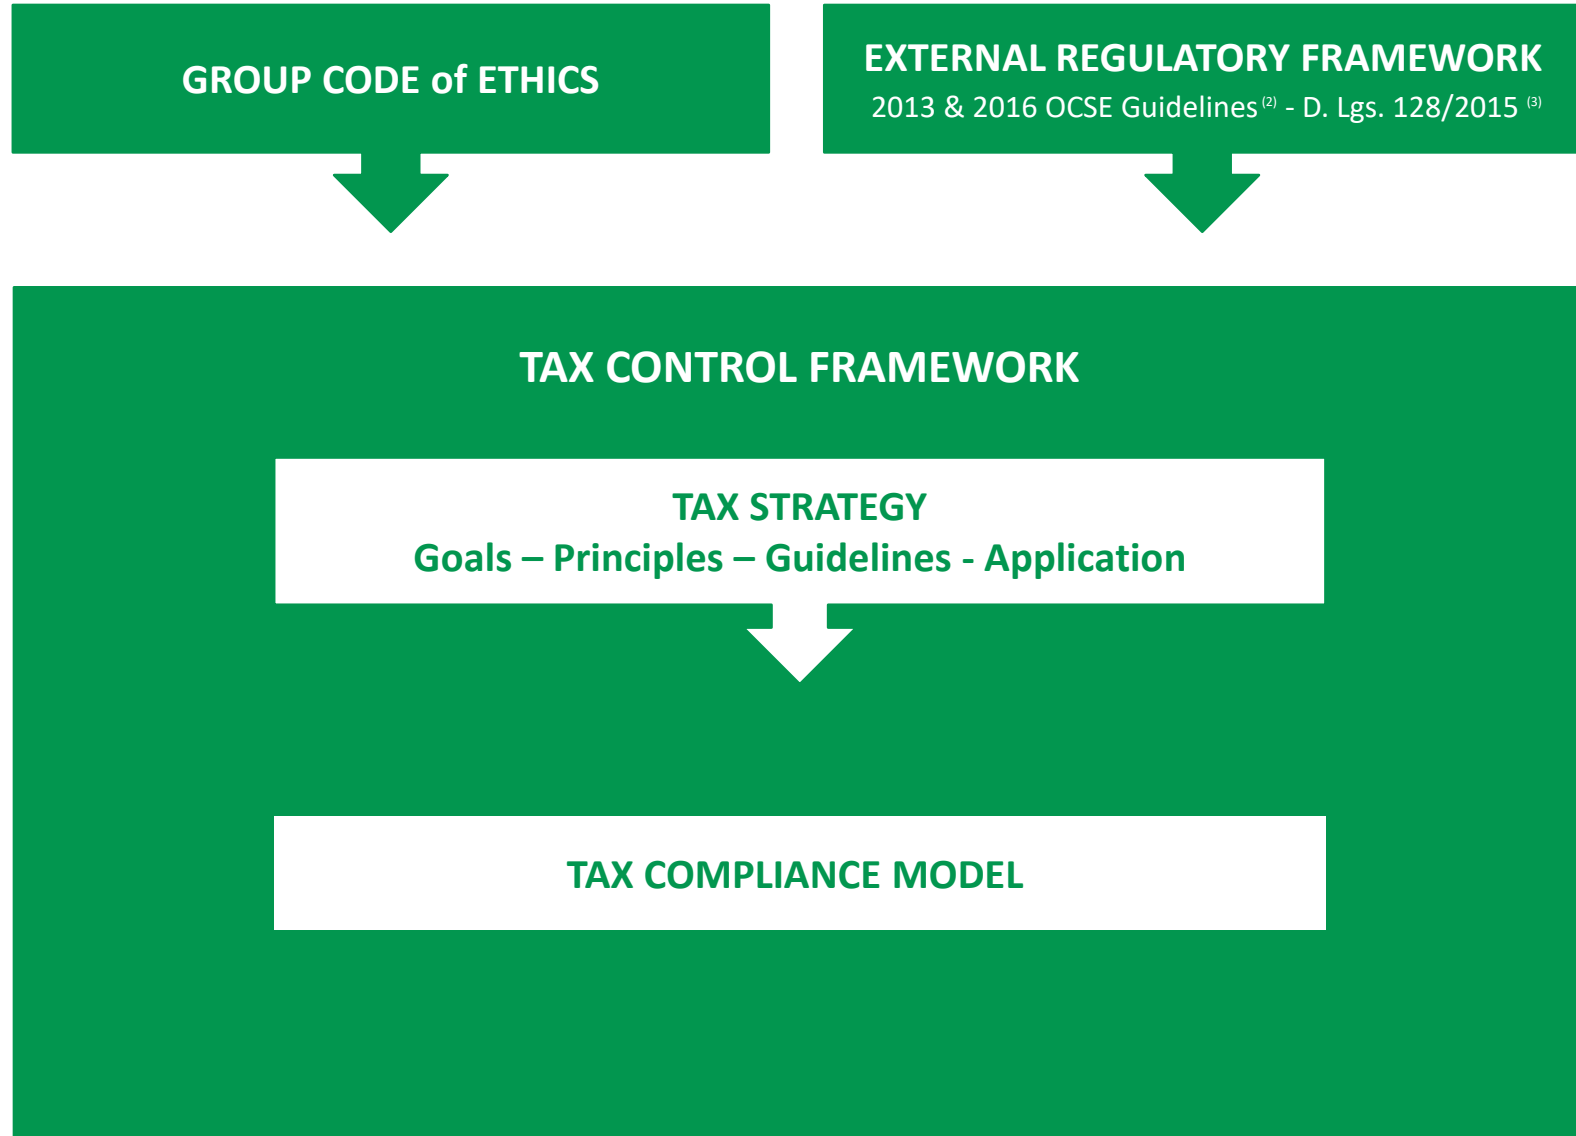 GROUP CODE of ETHICS
EXTERNAL REGULATORY FRAMEWORK
2013 & 2016 OCSE Guidelines (2) - D. Lgs. 128/2015 (3)
TAX CONTROL FRAMEWORK
TAX STRATEGY
Goals – Principles – Guidelines - Application
TAX COMPLIANCE MODEL